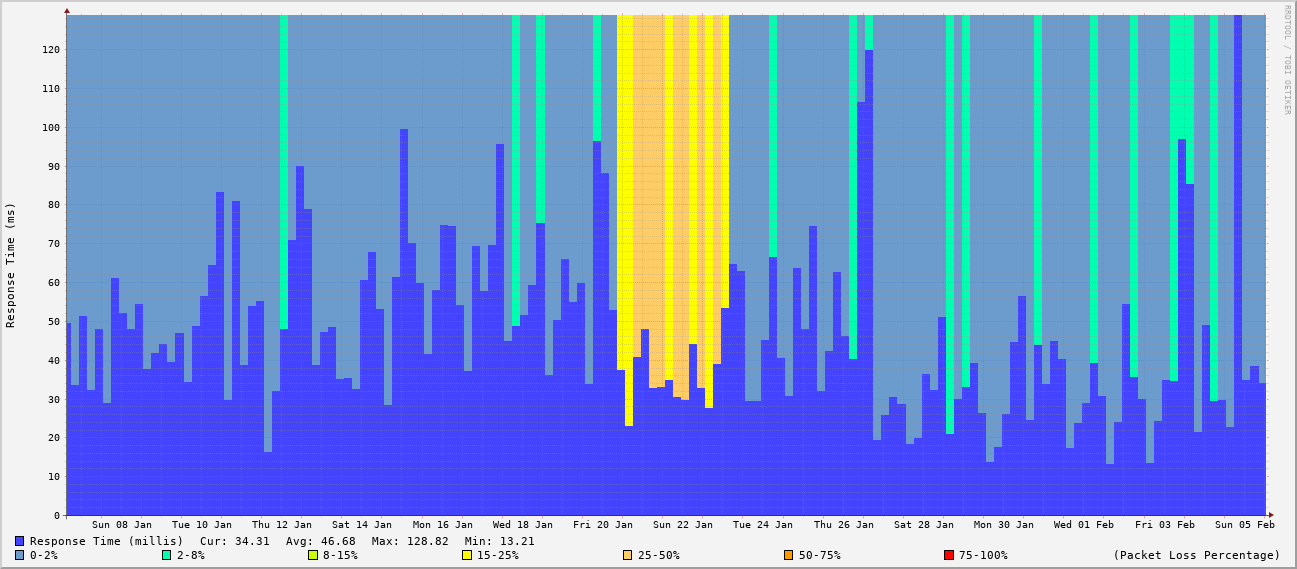 RRDTOOL / TOBI OETIKER
Response Time (ms)
120
110
100
90
80
70
60
50
40
30
20
10
0
Sun 08 Jan Tue 10 Jan Thu 12 Jan Sat 14 Jan Mon 16 Jan Wed 18 Jan Fri 20 Jan Sun 22 Jan Tue 24 Jan Thu 26 Jan Sat 28 Jan Mon 30 Jan Wed 01 Feb Fri 03 Feb Sun 05 Feb
Response Time (millis) Cur: 34.31 Avg: 46.68 Max: 128.82 Min: 13.21
0-2% 2-8% 8-15% 15-25% 25-50% 50-75% 75-100% (Packet Loss Percentage)